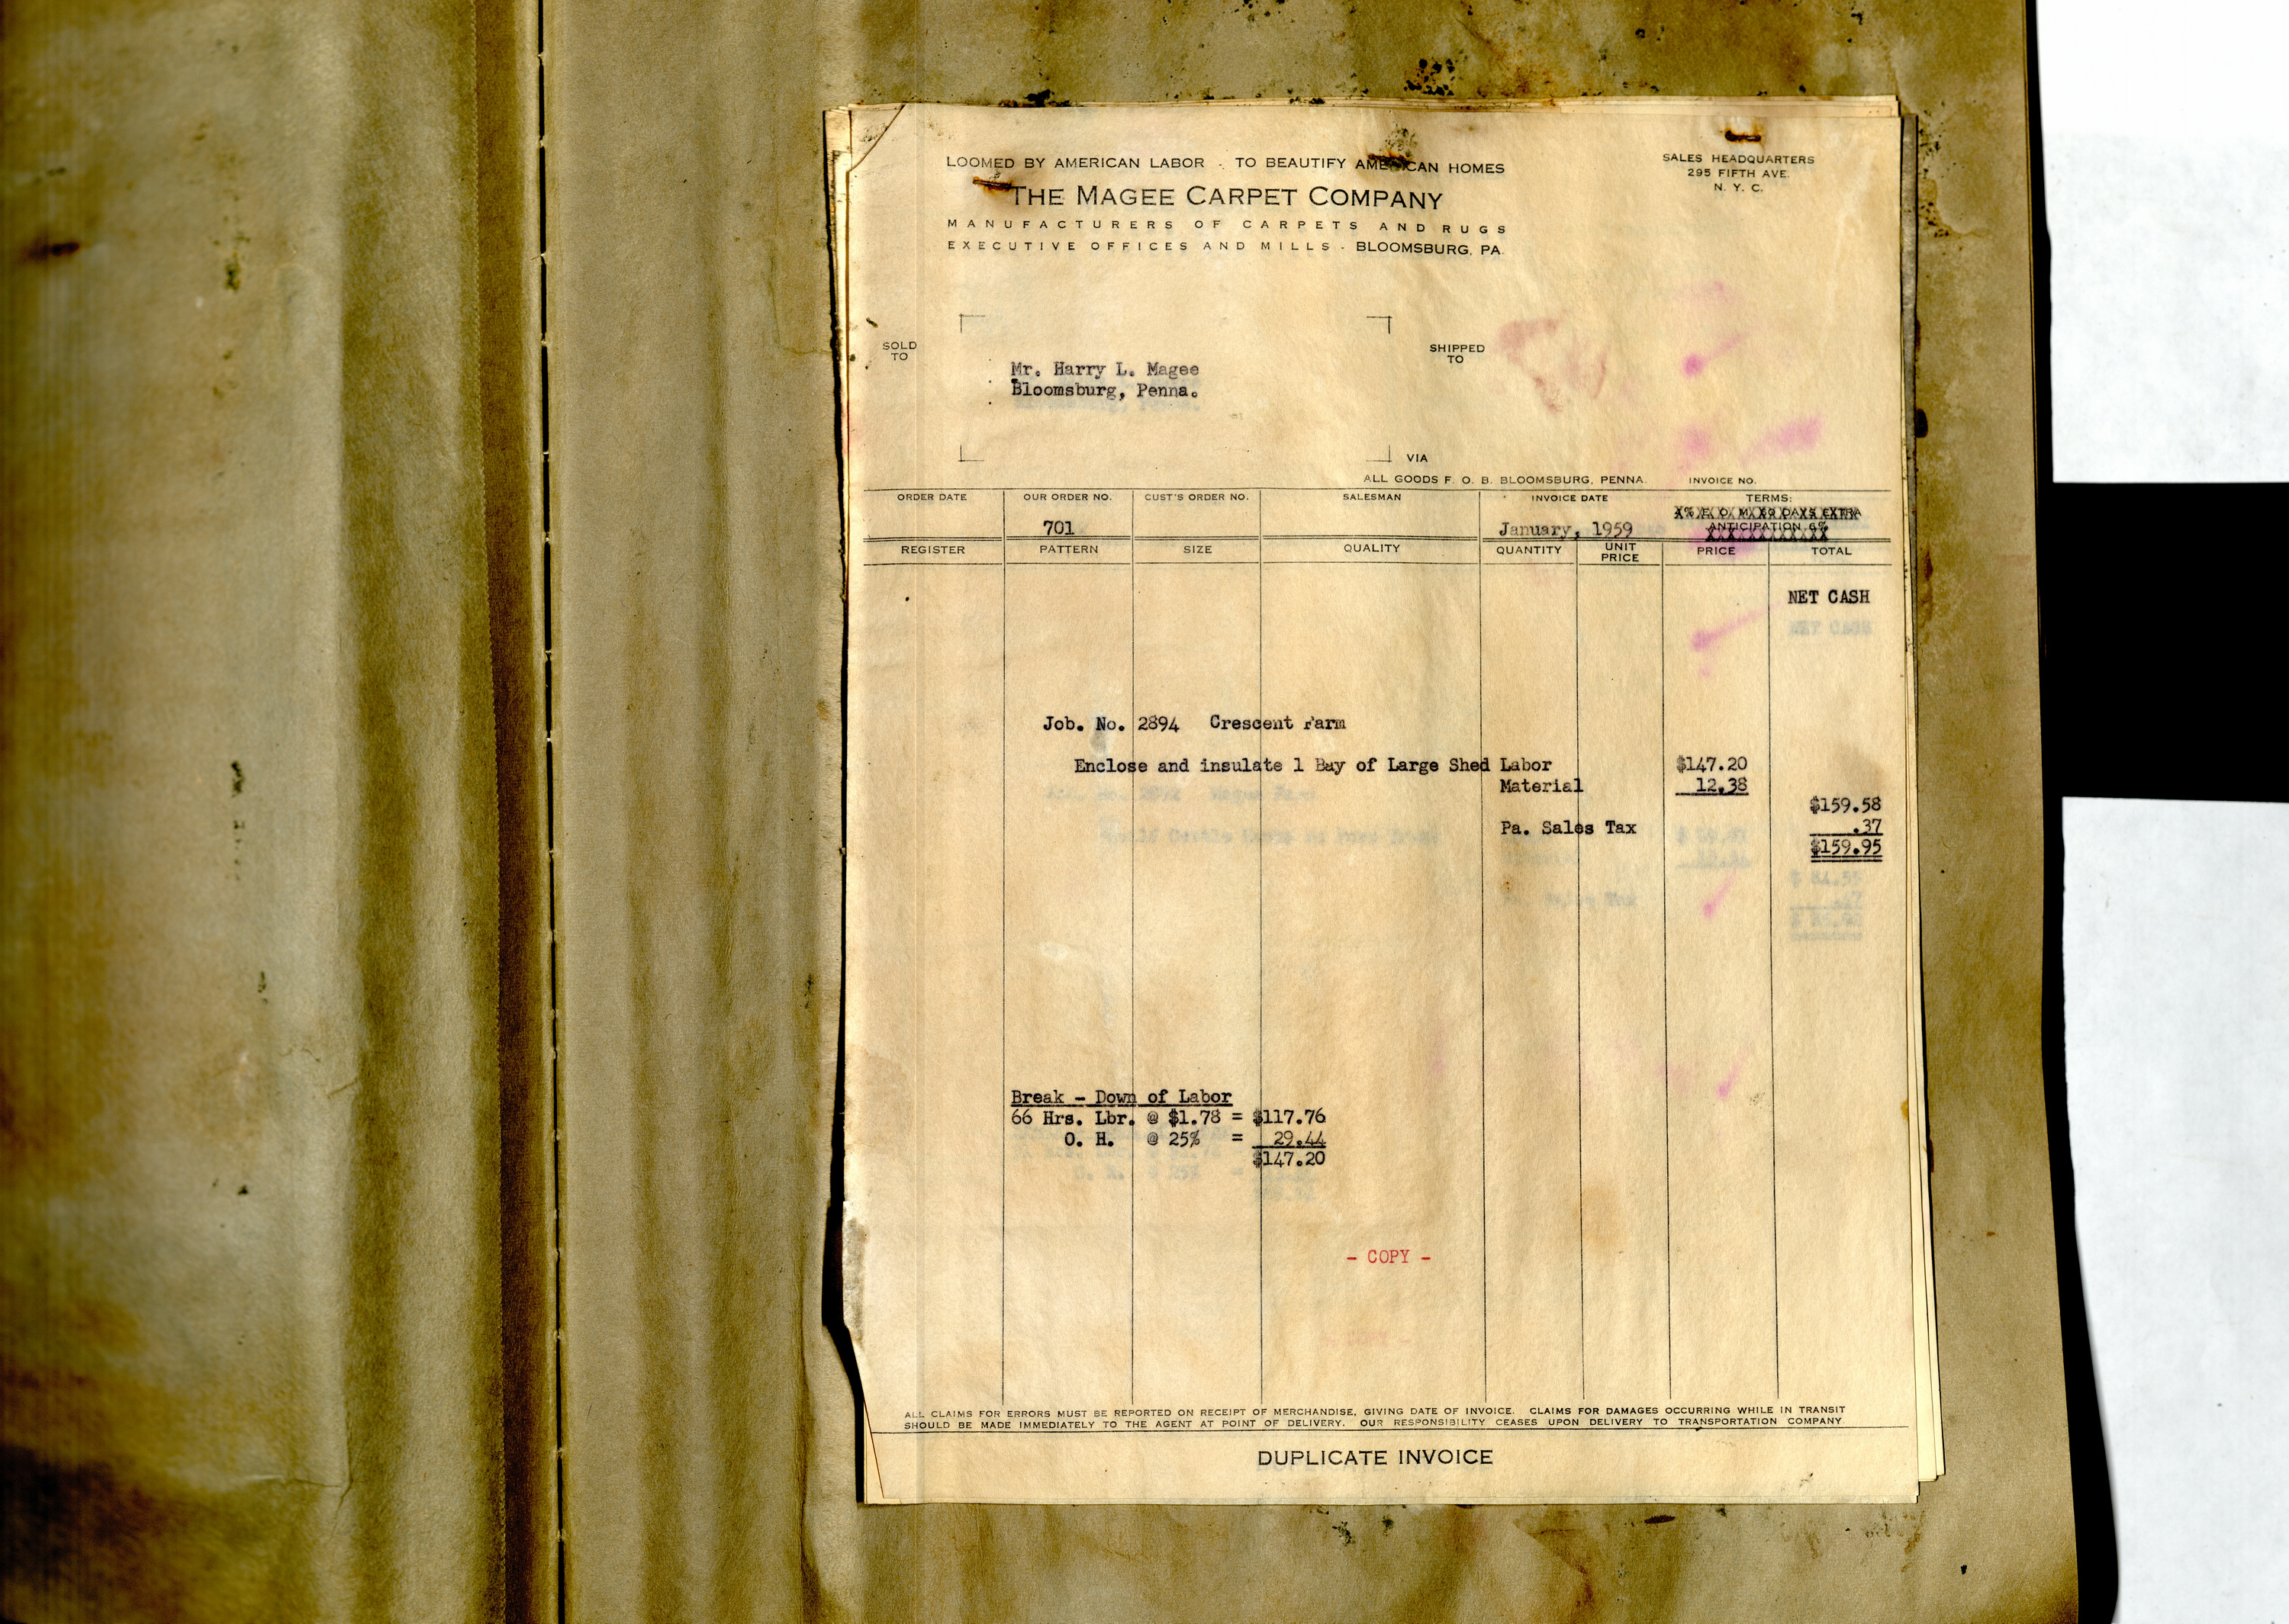 LOOMED BY AMERICAN LABOR - TO BEAUTIFY AMERICAN HOMES
THE MAGEE CARPET COMPANY
MANUFACTURERS OF CARPETS AND RUGS
EXECUTIVE OFFICES AND MILLS - BLOOMSBURG, PA.
SALES HEADQUARTERS
295 FIFTH AVE.
N. Y. C.
SOLD
TO
Mr. Harry L. Magee
Bloomsburg, Penna.
SHIPPED
TO
VIA
ALL GOODS F. O. B. BLOOMSBURG, PENNA. INVOICE NO.
ORDER DATE OUR ORDER NO. CUST'S ORDER NO. SALESMAN INVOICE DATE TERMS:
701 January, 1959
ANTICIPATION 6%
REGISTER PATTERN SIZE QUALITY QUANTITY UNIT PRICE PRICE TOTAL
NET CASH
Job. No. 2894 Crescent Farm
Enclose and insulate 1 Bay of Large Shed Labor $147.20
Material 12.38
$159.58
Pa. Sales Tax .37
$159.95
Break - Down of Labor
66 Hrs. Lbr. @ $1.78 = $117.76
O. H. @ 25% = 29.44
$147.20
- COPY -
ALL CLAIMS FOR ERRORS MUST BE REPORTED ON RECEIPT OF MERCHANDISE, GIVING DATE OF INVOICE. CLAIMS FOR DAMAGES OCCURRING WHILE IN TRANSIT
SHOULD BE MADE IMMEDIATELY TO THE AGENT AT POINT OF DELIVERY. OUR RESPONSIBILITY CEASES UPON DELIVERY TO TRANSPORTATION COMPANY.
DUPLICATE INVOICE